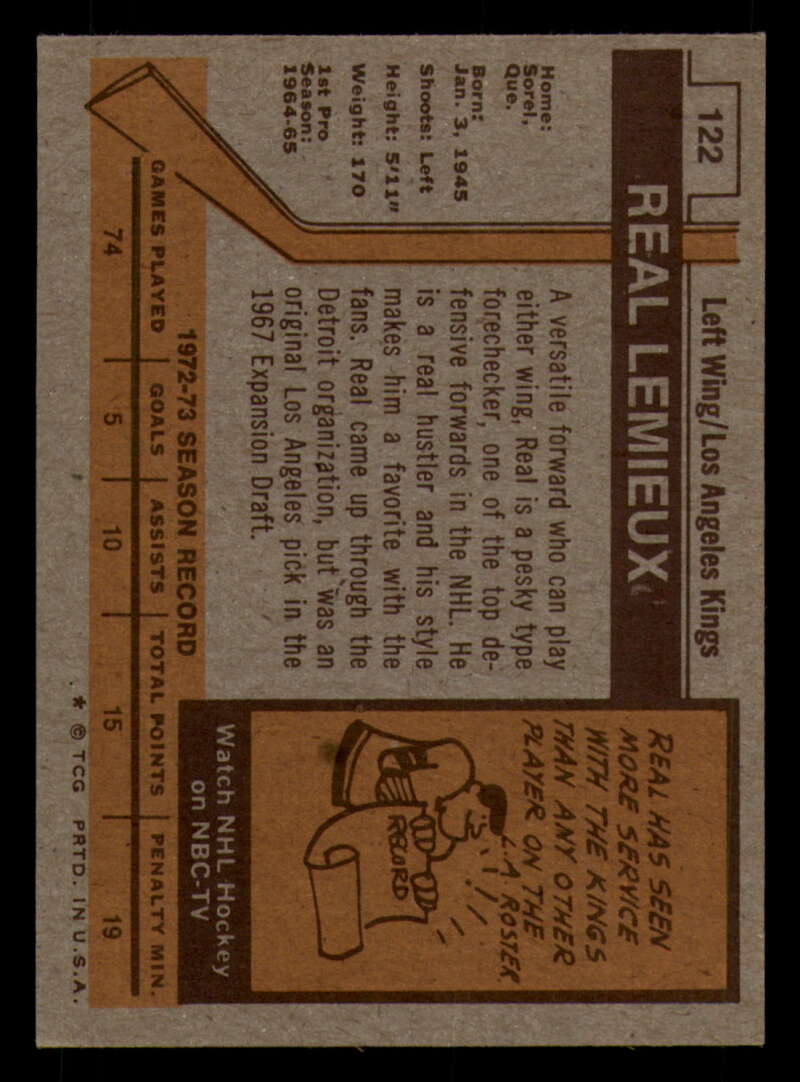 122
Left Wing/Los Angeles Kings
REAL LEMIEUX
Home:
Sorel,
Que.
Born:
Jan. 3, 1945
Shoots: Left
Height: 5'11"
Weight: 170
1st Pro
Season:
1964-65
A versatile forward who can play
either wing, Real is a pesky type
forechecker, one of the top de-
fensive forwards in the NHL. He
is a real hustler and his style
makes him a favorite with the
fans. Real came up through the
Detroit organization, but was an
original Los Angeles pick in the
1967 Expansion Draft.
REAL HAS SEEN
MORE SERVICE
WITH THE KINGS
THAN ANY OTHER
PLAYER ON THE
L.A ROSTER.
RECORD
Watch NHL Hockey
on NBC-TV
1972-73 SEASON RECORD
GAMES PLAYED GOALS ASSISTS TOTAL POINTS PENALTY MIN.
74 5 10 15 19
* © TCG PRTD. IN U.S.A.